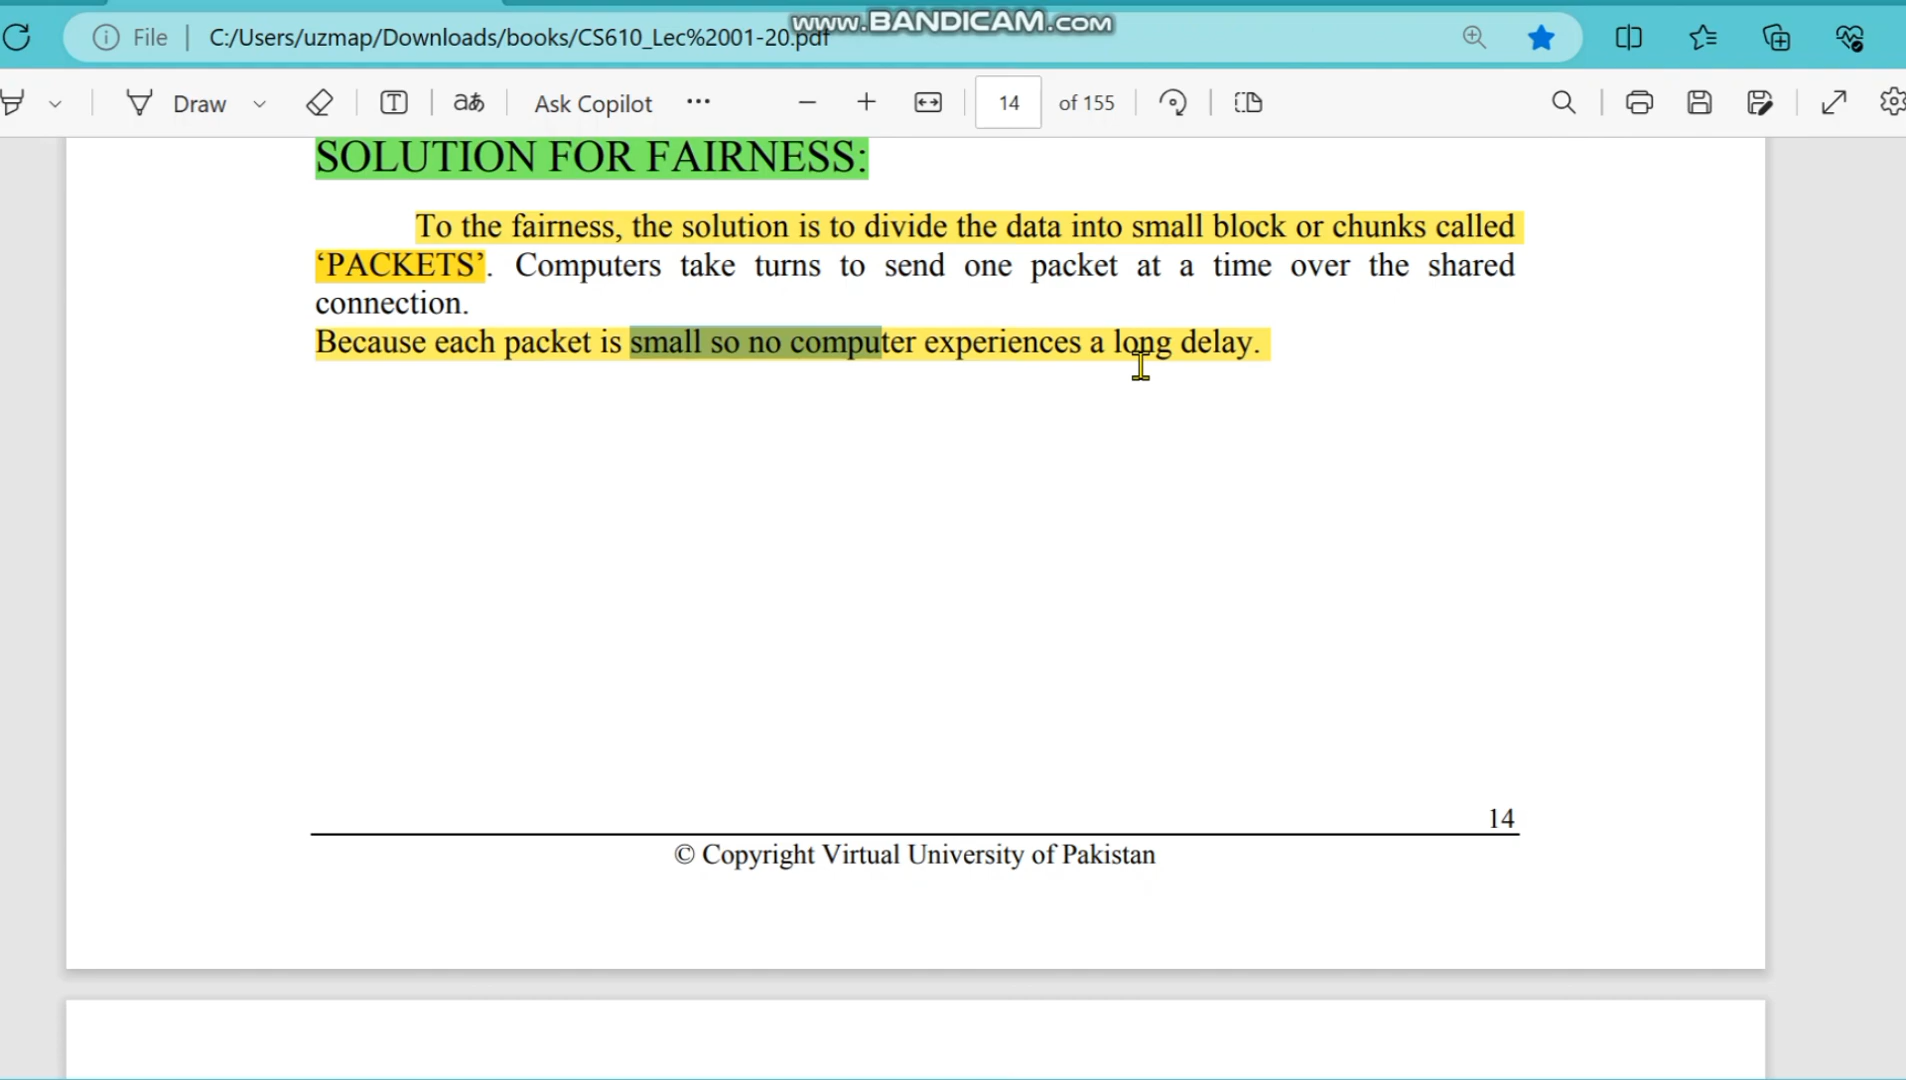 www.BANDICAM.com
File | C:/Users/uzmap/Downloads/books/CS610_Lec%2001-20.pdf
Draw aあ Ask Copilot ... 14 of 155
SOLUTION FOR FAIRNESS:
To the fairness, the solution is to divide the data into small block or chunks called
‘PACKETS’. Computers take turns to send one packet at a time over the shared
connection.
Because each packet is small so no computer experiences a long delay.
14
© Copyright Virtual University of Pakistan